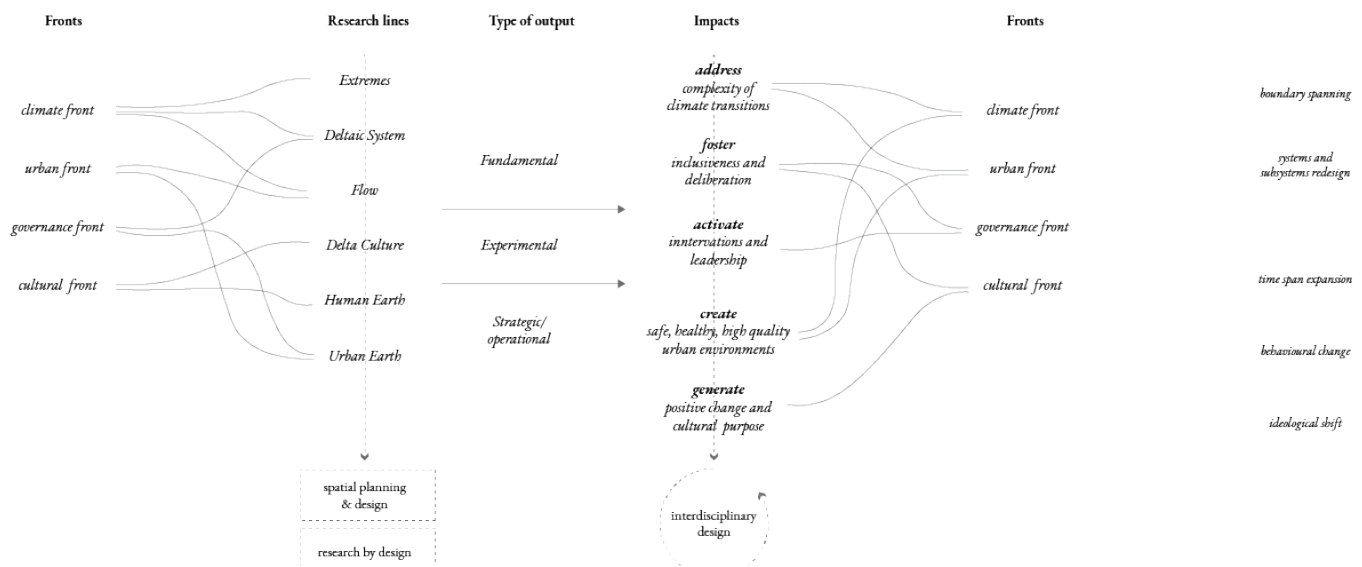 Fronts
Research lines
Type of output
Impacts
Fronts
climate front
urban front
governance front
cultural front
Extremes
Deltaic System
Flow
Delta Culture
Human Earth
Urban Earth
spatial planning
& design
research by design
Fundamental
Experimental
Strategic/
operational
address
complexity of
climate transitions
foster
inclusiveness and
deliberation
activate
inntervations and
leadership
create
safe, healthy, high quality
urban environments
generate
positive change and
cultural purpose
interdisciplinary
design
climate front
urban front
governance front
cultural front
boundary spanning
systems and
subsystems redesign
time span expansion
behavioural change
ideological shift